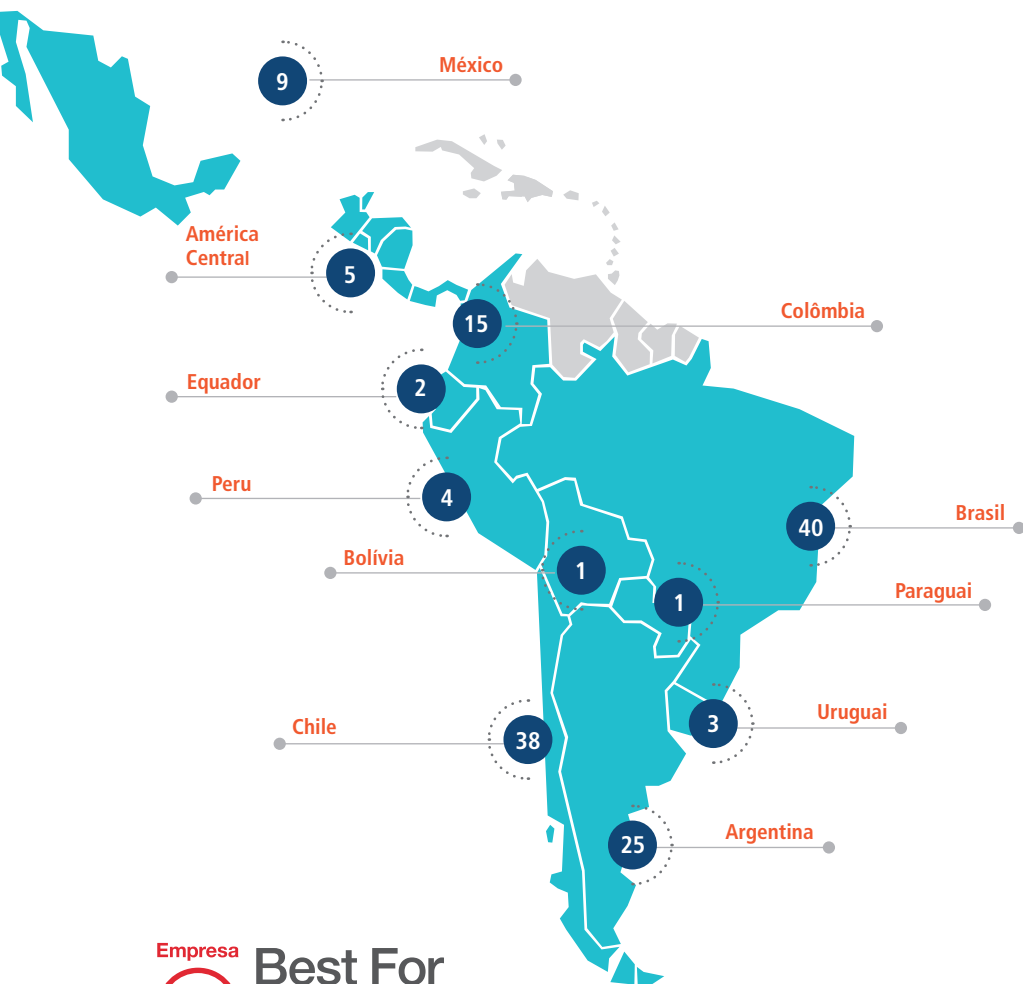 9
México
América
Central
5
15
Colômbia
Equador
2
Peru
4
40
Brasil
Bolívia
1
1
Paraguai
Chile
38
3
Uruguai
25
Argentina
Empresa
Best For